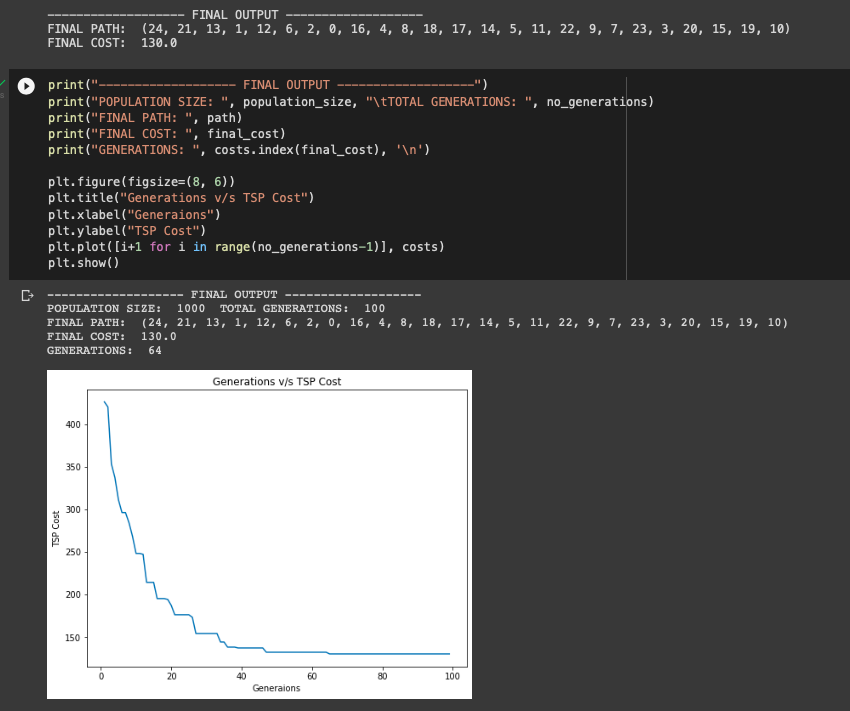 ------------------- FINAL OUTPUT -------------------
FINAL PATH:  (24, 21, 13, 1, 12, 6, 2, 0, 16, 4, 8, 18, 17, 14, 5, 11, 22, 9, 7, 23, 3, 20, 15, 19, 10)
FINAL COST:  130.0
print("------------------- FINAL OUTPUT -------------------")
print("POPULATION SIZE: ", population_size, "\tTOTAL GENERATIONS: ", no_generations)
print("FINAL PATH: ", path)
print("FINAL COST: ", final_cost)
print("GENERATIONS: ", costs.index(final_cost), '\n')
plt.figure(figsize=(8, 6))
plt.title("Generations v/s TSP Cost")
plt.xlabel("Generaions")
plt.ylabel("TSP Cost")
plt.plot([i+1 for i in range(no_generations-1)], costs)
plt.show()
------------------- FINAL OUTPUT -------------------
POPULATION SIZE:  1000  TOTAL GENERATIONS:  100
FINAL PATH:  (24, 21, 13, 1, 12, 6, 2, 0, 16, 4, 8, 18, 17, 14, 5, 11, 22, 9, 7, 23, 3, 20, 15, 19, 10)
FINAL COST:  130.0
GENERATIONS:  64
Generations v/s TSP Cost
400
350
300
250
200
150
TSP Cost
0 20 40 60 80 100
Generaions